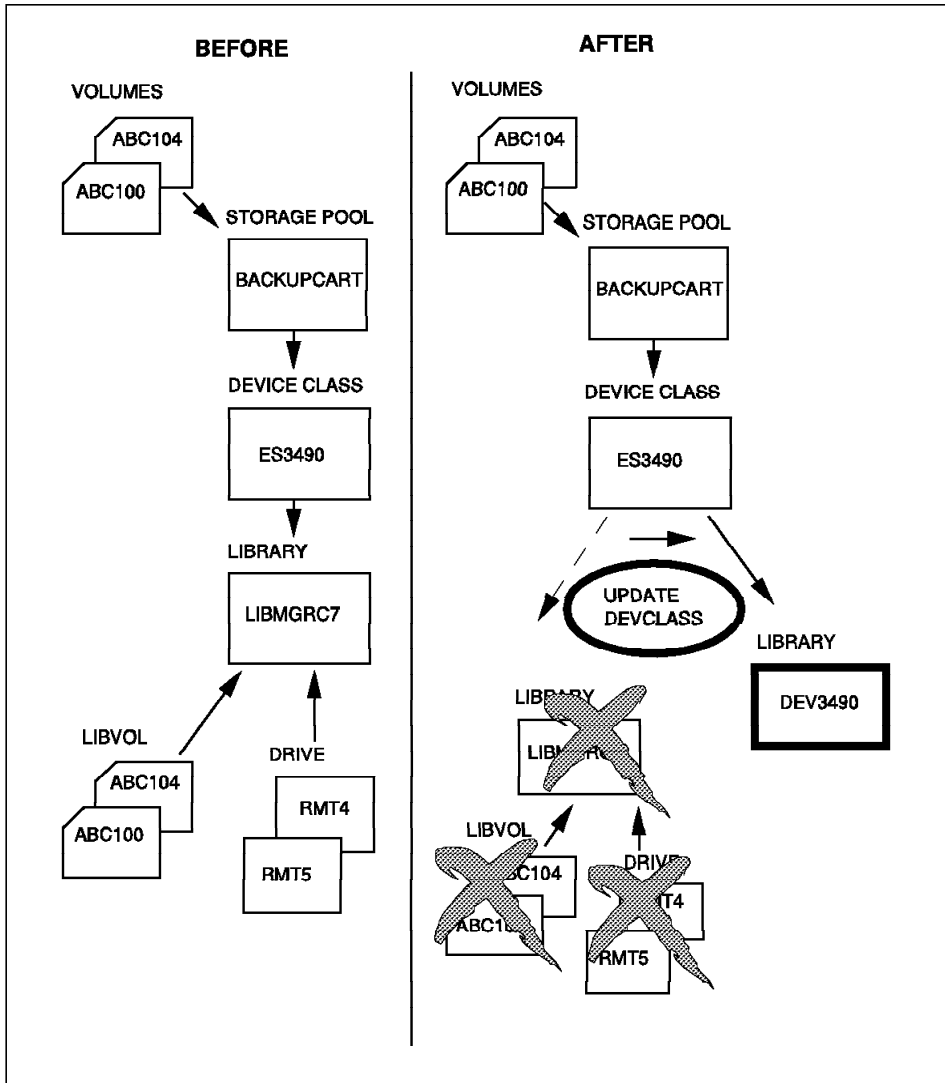 BEFORE
VOLUMES
ABC104
ABC100
STORAGE POOL
BACKUPCART
DEVICE CLASS
ES3490
LIBRARY
LIBMGRC7
LIBVOL
ABC104
ABC100
DRIVE
RMT4
RMT5
AFTER
VOLUMES
ABC104
ABC100
STORAGE POOL
BACKUPCART
DEVICE CLASS
ES3490
UPDATE
DEVCLASS
LIBRARY
DEV3490
LIBRARY
LIBVOL
DRIVE
RMT5